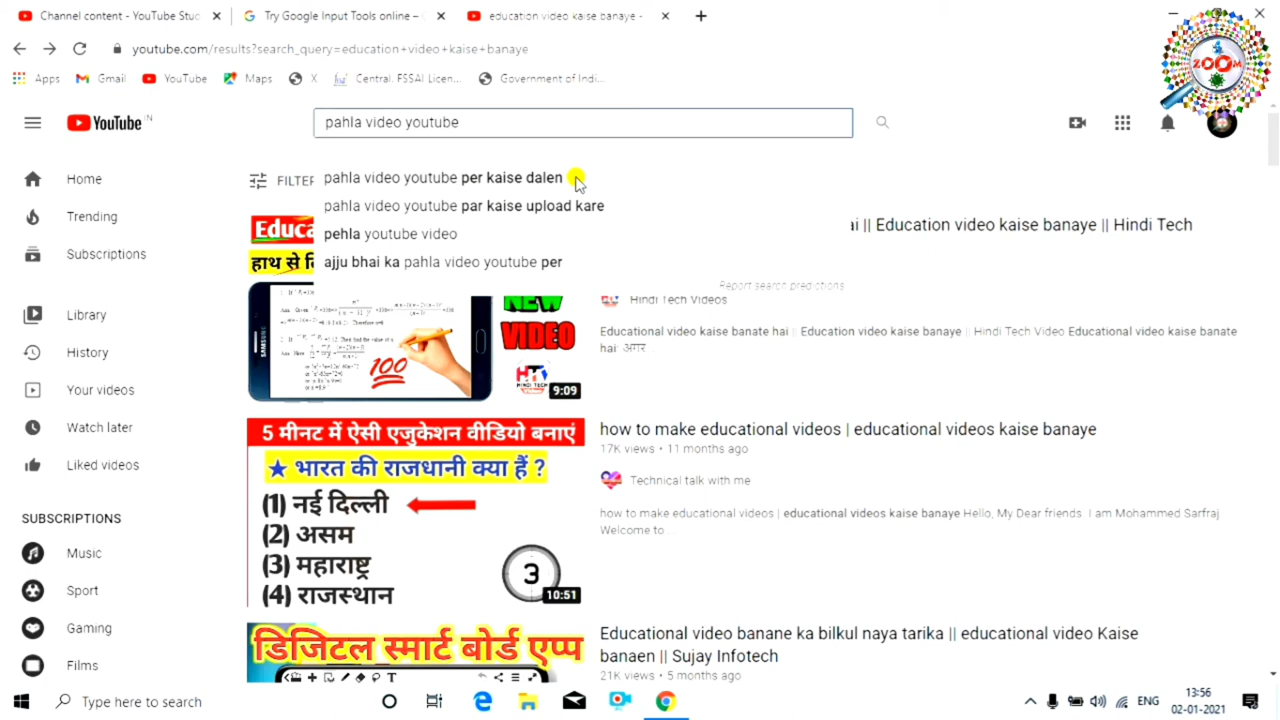 Channel content - YouTube Stud
Try Google Input Tools online –
education video kaise banaye -
youtube.com/results?search_query=education+video+kaise+banaye
Apps
Gmail
YouTube
Maps
X
Central. FSSAI Licen...
Government of Indi...
ZOOM
YouTube IN
pahla video youtube
Home
Trending
Subscriptions
Library
History
Your videos
Watch later
Liked videos
SUBSCRIPTIONS
Music
Sport
Gaming
Films
FILTER
pahla video youtube per kaise dalen
pahla video youtube par kaise upload kare
pehla youtube video
ajju bhai ka pahla video youtube per
Report search predictions
Educa
हाथ से
NEW
VIDEO
SAMSUNG
100
HTV
9:09
ai || Education video kaise banaye || Hindi Tech
Hindi Tech Videos
Educational video kaise banate hai || Education video kaise banaye || Hindi Tech Video Educational video kaise banate
hai अगर
5 मीनट में ऐसी एजुकेशन वीडियो बनाएं
★ भारत की राजधानी क्या हैं ?
(1) नई दिल्ली
(2) असम
(3) महाराष्ट्र
(4) राजस्थान
3
10:51
how to make educational videos | educational videos kaise banaye
17K views • 11 months ago
Technical talk with me
how to make educational videos | educational videos kaise banaye Hello, My Dear friends. I am Mohammed Sarfraj
Welcome to ...
डिजिटल स्मार्ट बोर्ड एप्प
T
Educational video banane ka bilkul naya tarika || educational video Kaise
banaen || Sujay Infotech
21K views • 5 months ago
Type here to search
ENG
13:56
02-01-2021